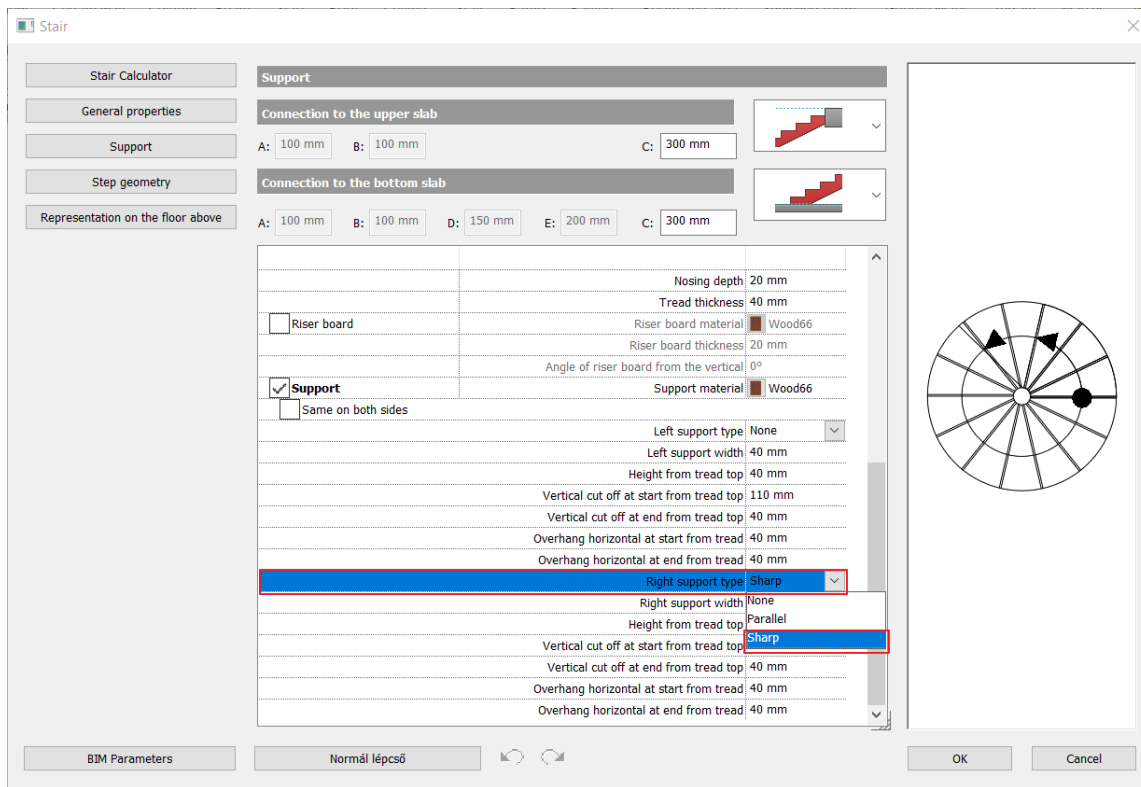 Stair
Stair Calculator
General properties
Support
Step geometry
Representation on the floor above
Support
Connection to the upper slab
A: 100 mm B: 100 mm C: 300 mm
Connection to the bottom slab
A: 100 mm B: 100 mm D: 150 mm E: 200 mm C: 300 mm
Nosing depth 20 mm
Tread thickness 40 mm
Riser board Riser board material Wood66
Riser board thickness 20 mm
Angle of riser board from the vertical 0°
Support Support material Wood66
Same on both sides
Left support type None
Left support width 40 mm
Height from tread top 40 mm
Vertical cut off at start from tread top 110 mm
Vertical cut off at end from tread top 40 mm
Overhang horizontal at start from tread 40 mm
Overhang horizontal at end from tread 40 mm
Right support type Sharp
Right support width None
Height from tread top Parallel
Vertical cut off at start from tread top Sharp
Vertical cut off at end from tread top 40 mm
Overhang horizontal at start from tread 40 mm
Overhang horizontal at end from tread 40 mm
BIM Parameters
Normál lépcső
OK
Cancel